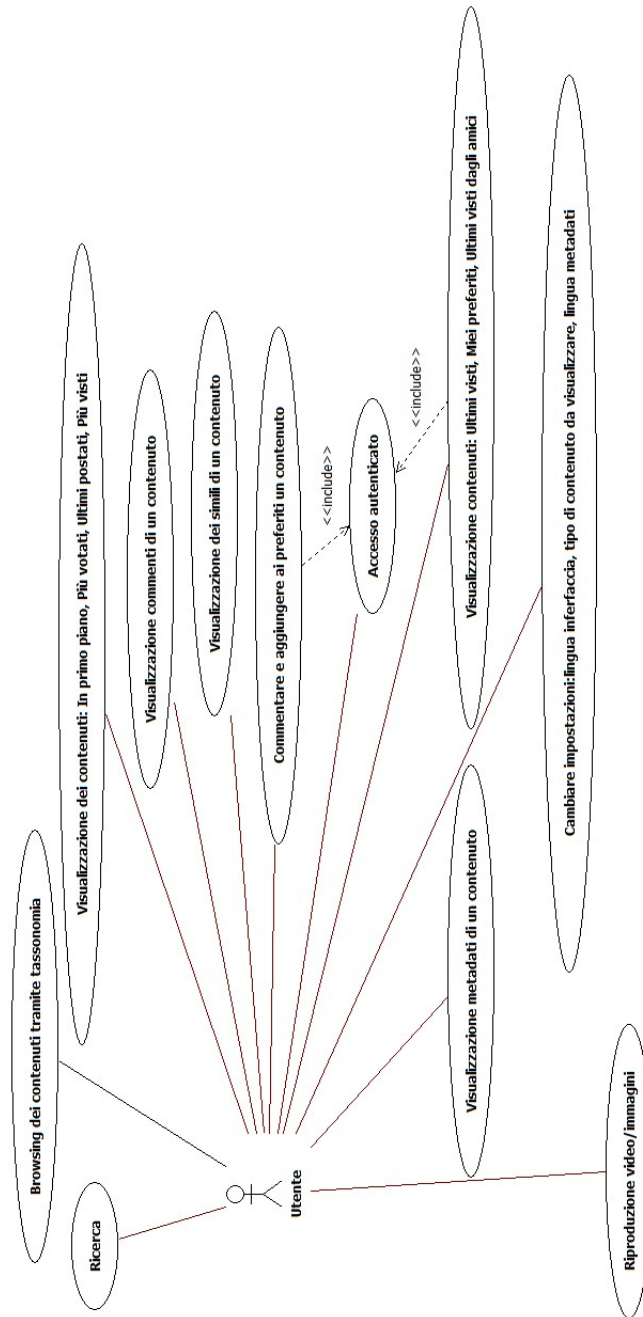 Browsing dei contenuti tramite tassonomia
Ricerca
Visualizzazione dei contenuti: In primo piano, Più votati, Ultimi postati, Più visti
Visualizzazione commenti di un contenuto
Visualizzazione dei simili di un contenuto
Commentare e aggiungere ai preferiti un contenuto
<<include>>
Accesso autenticato
<<include>>
Utente
Visualizzazione contenuti: Ultimi visti, Miei preferiti, Ultimi visti dagli amici
Visualizzazione metadati di un contenuto
Cambiare impostazioni:lingua inferfaccia, tipo di contenuto da visualizzare, lingua metadati
Riproduzione video/immagini